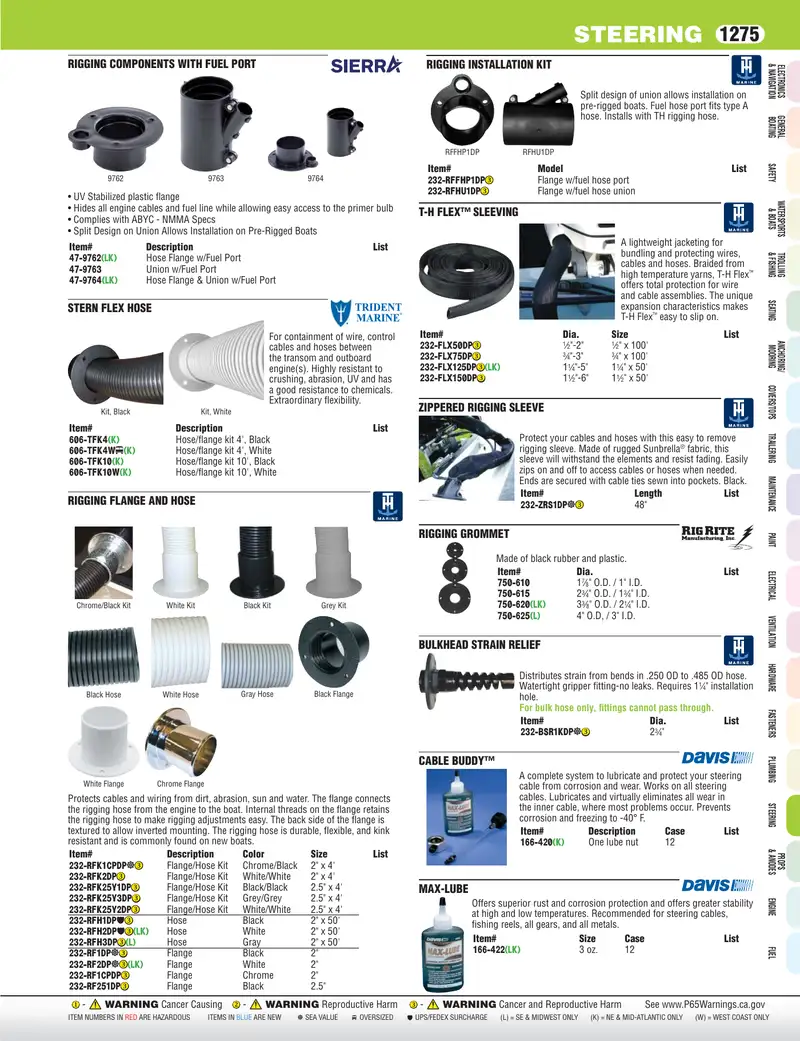 STEERING 1275
RIGGING COMPONENTS WITH FUEL PORT
SIERRA
9762
9763
9764
• UV Stabilized plastic flange
• Hides all engine cables and fuel line while allowing easy access to the primer bulb
• Complies with ABYC - NMMA Specs
• Split Design on Union Allows Installation on Pre-Rigged Boats
Item# Description List
47-9762(LK) Hose Flange w/Fuel Port
47-9763 Union w/Fuel Port
47-9764(LK) Hose Flange & Union w/Fuel Port
STERN FLEX HOSE
TRIDENT
MARINE
For containment of wire, control
cables and hoses between
the transom and outboard
engine(s). Highly resistant to
crushing, abrasion, UV and has
a good resistance to chemicals.
Extraordinary flexibility.
Kit, Black
Kit, White
Item# Description List
606-TFK4(K) Hose/flange kit 4', Black
606-TFK4W(K) Hose/flange kit 4', White
606-TFK10(K) Hose/flange kit 10', Black
606-TFK10W(K) Hose/flange kit 10', White
RIGGING FLANGE AND HOSE
TH
MARINE
Chrome/Black Kit
White Kit
Black Kit
Grey Kit
Black Hose
White Hose
Gray Hose
Black Flange
White Flange
Chrome Flange
Protects cables and wiring from dirt, abrasion, sun and water. The flange connects
the rigging hose from the engine to the boat. Internal threads on the flange retains
the rigging hose to make rigging adjustments easy. The back side of the flange is
textured to allow inverted mounting. The rigging hose is durable, flexible, and kink
resistant and is commonly found on new boats.
Item# Description Color Size List
232-RFK1CPDP 3 Flange/Hose Kit Chrome/Black 2" x 4'
232-RFK2DP 3 Flange/Hose Kit White/White 2" x 4'
232-RFK25Y1DP 3 Flange/Hose Kit Black/Black 2.5" x 4'
232-RFK25Y3DP 3 Flange/Hose Kit Grey/Grey 2.5" x 4'
232-RFK25Y2DP 3 Flange/Hose Kit White/White 2.5" x 4'
232-RFH1DP 3 Hose Black 2" x 50'
232-RFH2DP 3 (LK) Hose White 2" x 50'
232-RFH3DP 3 (L) Hose Gray 2" x 50'
232-RF1DP 3 Flange Black 2"
232-RF2DP 3 (LK) Flange White 2"
232-RF1CPDP 3 Flange Chrome 2"
232-RF251DP 3 Flange Black 2.5"
RIGGING INSTALLATION KIT
TH
MARINE
Split design of union allows installation on
pre-rigged boats. Fuel hose port fits type A
hose. Installs with TH rigging hose.
RFFHP1DP
RFHU1DP
Item# Model List
232-RFFHP1DP 3 Flange w/fuel hose port
232-RFHU1DP 3 Flange w/fuel hose union
T-H FLEX™ SLEEVING
TH
MARINE
A lightweight jacketing for
bundling and protecting wires,
cables and hoses. Braided from
high temperature yarns, T-H Flex™
offers total protection for wire
and cable assemblies. The unique
expansion characteristics makes
T-H Flex™ easy to slip on.
Item# Dia. Size List
232-FLX50DP 3 ½"-2" ½" x 100'
232-FLX75DP 3 ¾"-3" ¾" x 100'
232-FLX125DP 3 (LK) 1¼"-5" 1¼" x 50'
232-FLX150DP 3 1½"-6" 1½" x 50'
ZIPPERED RIGGING SLEEVE
TH
MARINE
Protect your cables and hoses with this easy to remove
rigging sleeve. Made of rugged Sunbrella® fabric, this
sleeve will withstand the elements and resist fading. Easily
zips on and off to access cables or hoses when needed.
Ends are secured with cable ties sewn into pockets. Black.
Item# Length List
232-ZRS1DP 3 48"
RIGGING GROMMET
RIG RITE
Manufacturing, Inc.
Made of black rubber and plastic.
Item# Dia. List
750-610 1⅞" O.D. / 1" I.D.
750-615 2¾" O.D. / 1¾" I.D.
750-620(LK) 3⅜" O.D. / 2¼" I.D.
750-625(L) 4" O.D, / 3" I.D.
BULKHEAD STRAIN RELIEF
TH
MARINE
Distributes strain from bends in .250 OD to .485 OD hose.
Watertight gripper fitting-no leaks. Requires 1¼" installation
hole.
For bulk hose only, fittings cannot pass through.
Item# Dia. List
232-BSR1KDP 3 2¾"
CABLE BUDDY™
DAVIS
A complete system to lubricate and protect your steering
cable from corrosion and wear. Works on all steering
cables. Lubricates and virtually eliminates all wear in
the inner cable, where most problems occur. Prevents
corrosion and freezing to -40° F.
Item# Description Case List
166-420(K) One lube nut 12
MAX-LUBE
DAVIS
Offers superior rust and corrosion protection and offers greater stability
at high and low temperatures. Recommended for steering cables,
fishing reels, all gears, and all metals.
DAVIS
MAX-LUBE
Item# Size Case List
166-422(LK) 3 oz. 12
ELECTRONICS
& NAVIGATION
GENERAL
BOATING
SAFETY
WATERSPORTS
& BOATS
TROLLING
& FISHING
SEATING
ANCHORING/
MOORING
COVERS/TOPS
TRAILERING
MAINTENANCE
PAINT
ELECTRICAL
VENTILATION
HARDWARE
FASTENERS
PLUMBING
STEERING
PROPS
& ANODES
ENGINE
FUEL
1 - WARNING Cancer Causing 2 - WARNING Reproductive Harm 3 - WARNING Cancer and Reproductive Harm See www.P65Warnings.ca.gov
ITEM NUMBERS IN RED ARE HAZARDOUS ITEMS IN BLUE ARE NEW SEA VALUE OVERSIZED UPS/FEDEX SURCHARGE (L) = SE & MIDWEST ONLY (K) = NE & MID-ATLANTIC ONLY (W) = WEST COAST ONLY